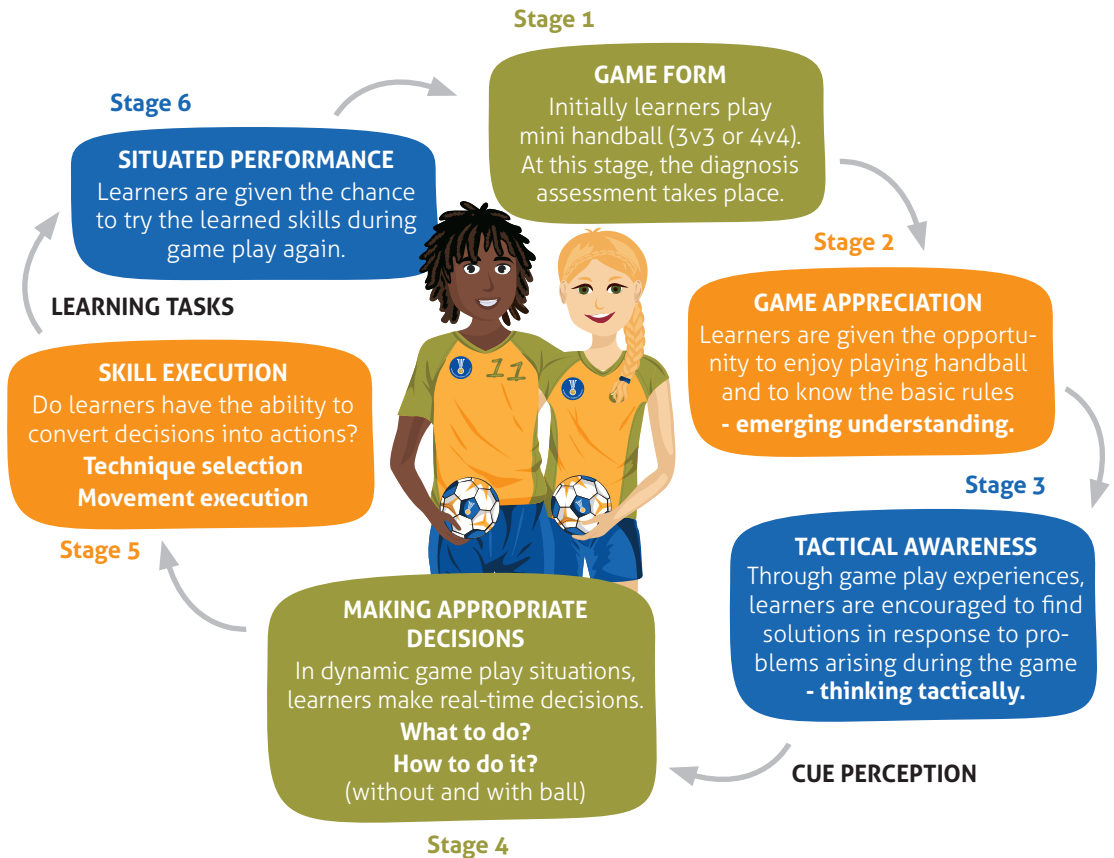 Stage 1
GAME FORM
Initially learners play
mini handball (3v3 or 4v4).
At this stage, the diagnosis
assessment takes place.
Stage 2
GAME APPRECIATION
Learners are given the opportu-
nity to enjoy playing handball
and to know the basic rules
- emerging understanding.
Stage 3
TACTICAL AWARENESS
Through game play experiences,
learners are encouraged to find
solutions in response to pro-
blems arising during the game
- thinking tactically.
CUE PERCEPTION
MAKING APPROPRIATE
DECISIONS
In dynamic game play situations,
learners make real-time decisions.
What to do?
How to do it?
(without and with ball)
Stage 4
SKILL EXECUTION
Do learners have the ability to
convert decisions into actions?
Technique selection
Movement execution
Stage 5
LEARNING TASKS
Stage 6
SITUATED PERFORMANCE
Learners are given the chance
to try the learned skills during
game play again.
11